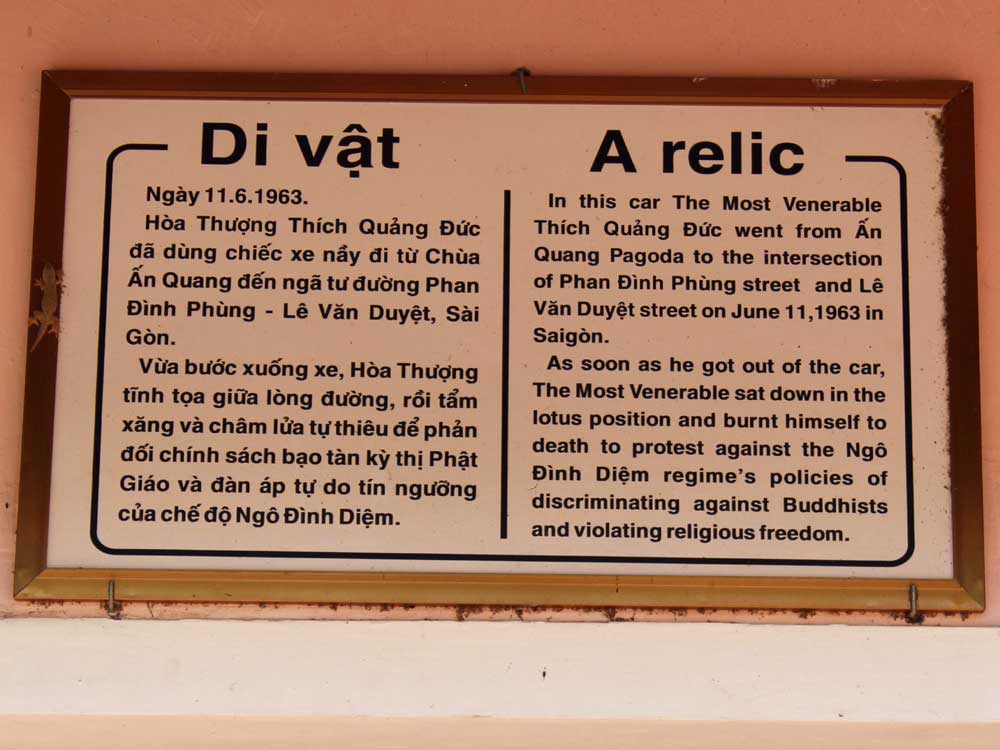 Di vật
Ngày 11.6.1963.
Hòa Thượng Thích Quảng Đức
đã dùng chiếc xe nầy đi từ Chùa
Ấn Quang đến ngã tư đường Phan
Đình Phùng - Lê Văn Duyệt, Sài
Gòn.
Vừa bước xuống xe, Hòa Thượng
tĩnh tọa giữa lòng đường, rồi tẩm
xăng và châm lửa tự thiêu để phản
đối chính sách bạo tàn kỳ thị Phật
Giáo và đàn áp tự do tín ngưỡng
của chế độ Ngô Đình Diệm.
A relic
In this car The Most Venerable
Thích Quảng Đức went from Ấn
Quang Pagoda to the intersection
of Phan Đình Phùng street and Lê
Văn Duyệt street on June 11,1963 in
Saigòn.
As soon as he got out of the car,
The Most Venerable sat down in the
lotus position and burnt himself to
death to protest against the Ngô
Đình Diệm regime's policies of
discriminating against Buddhists
and violating religious freedom.